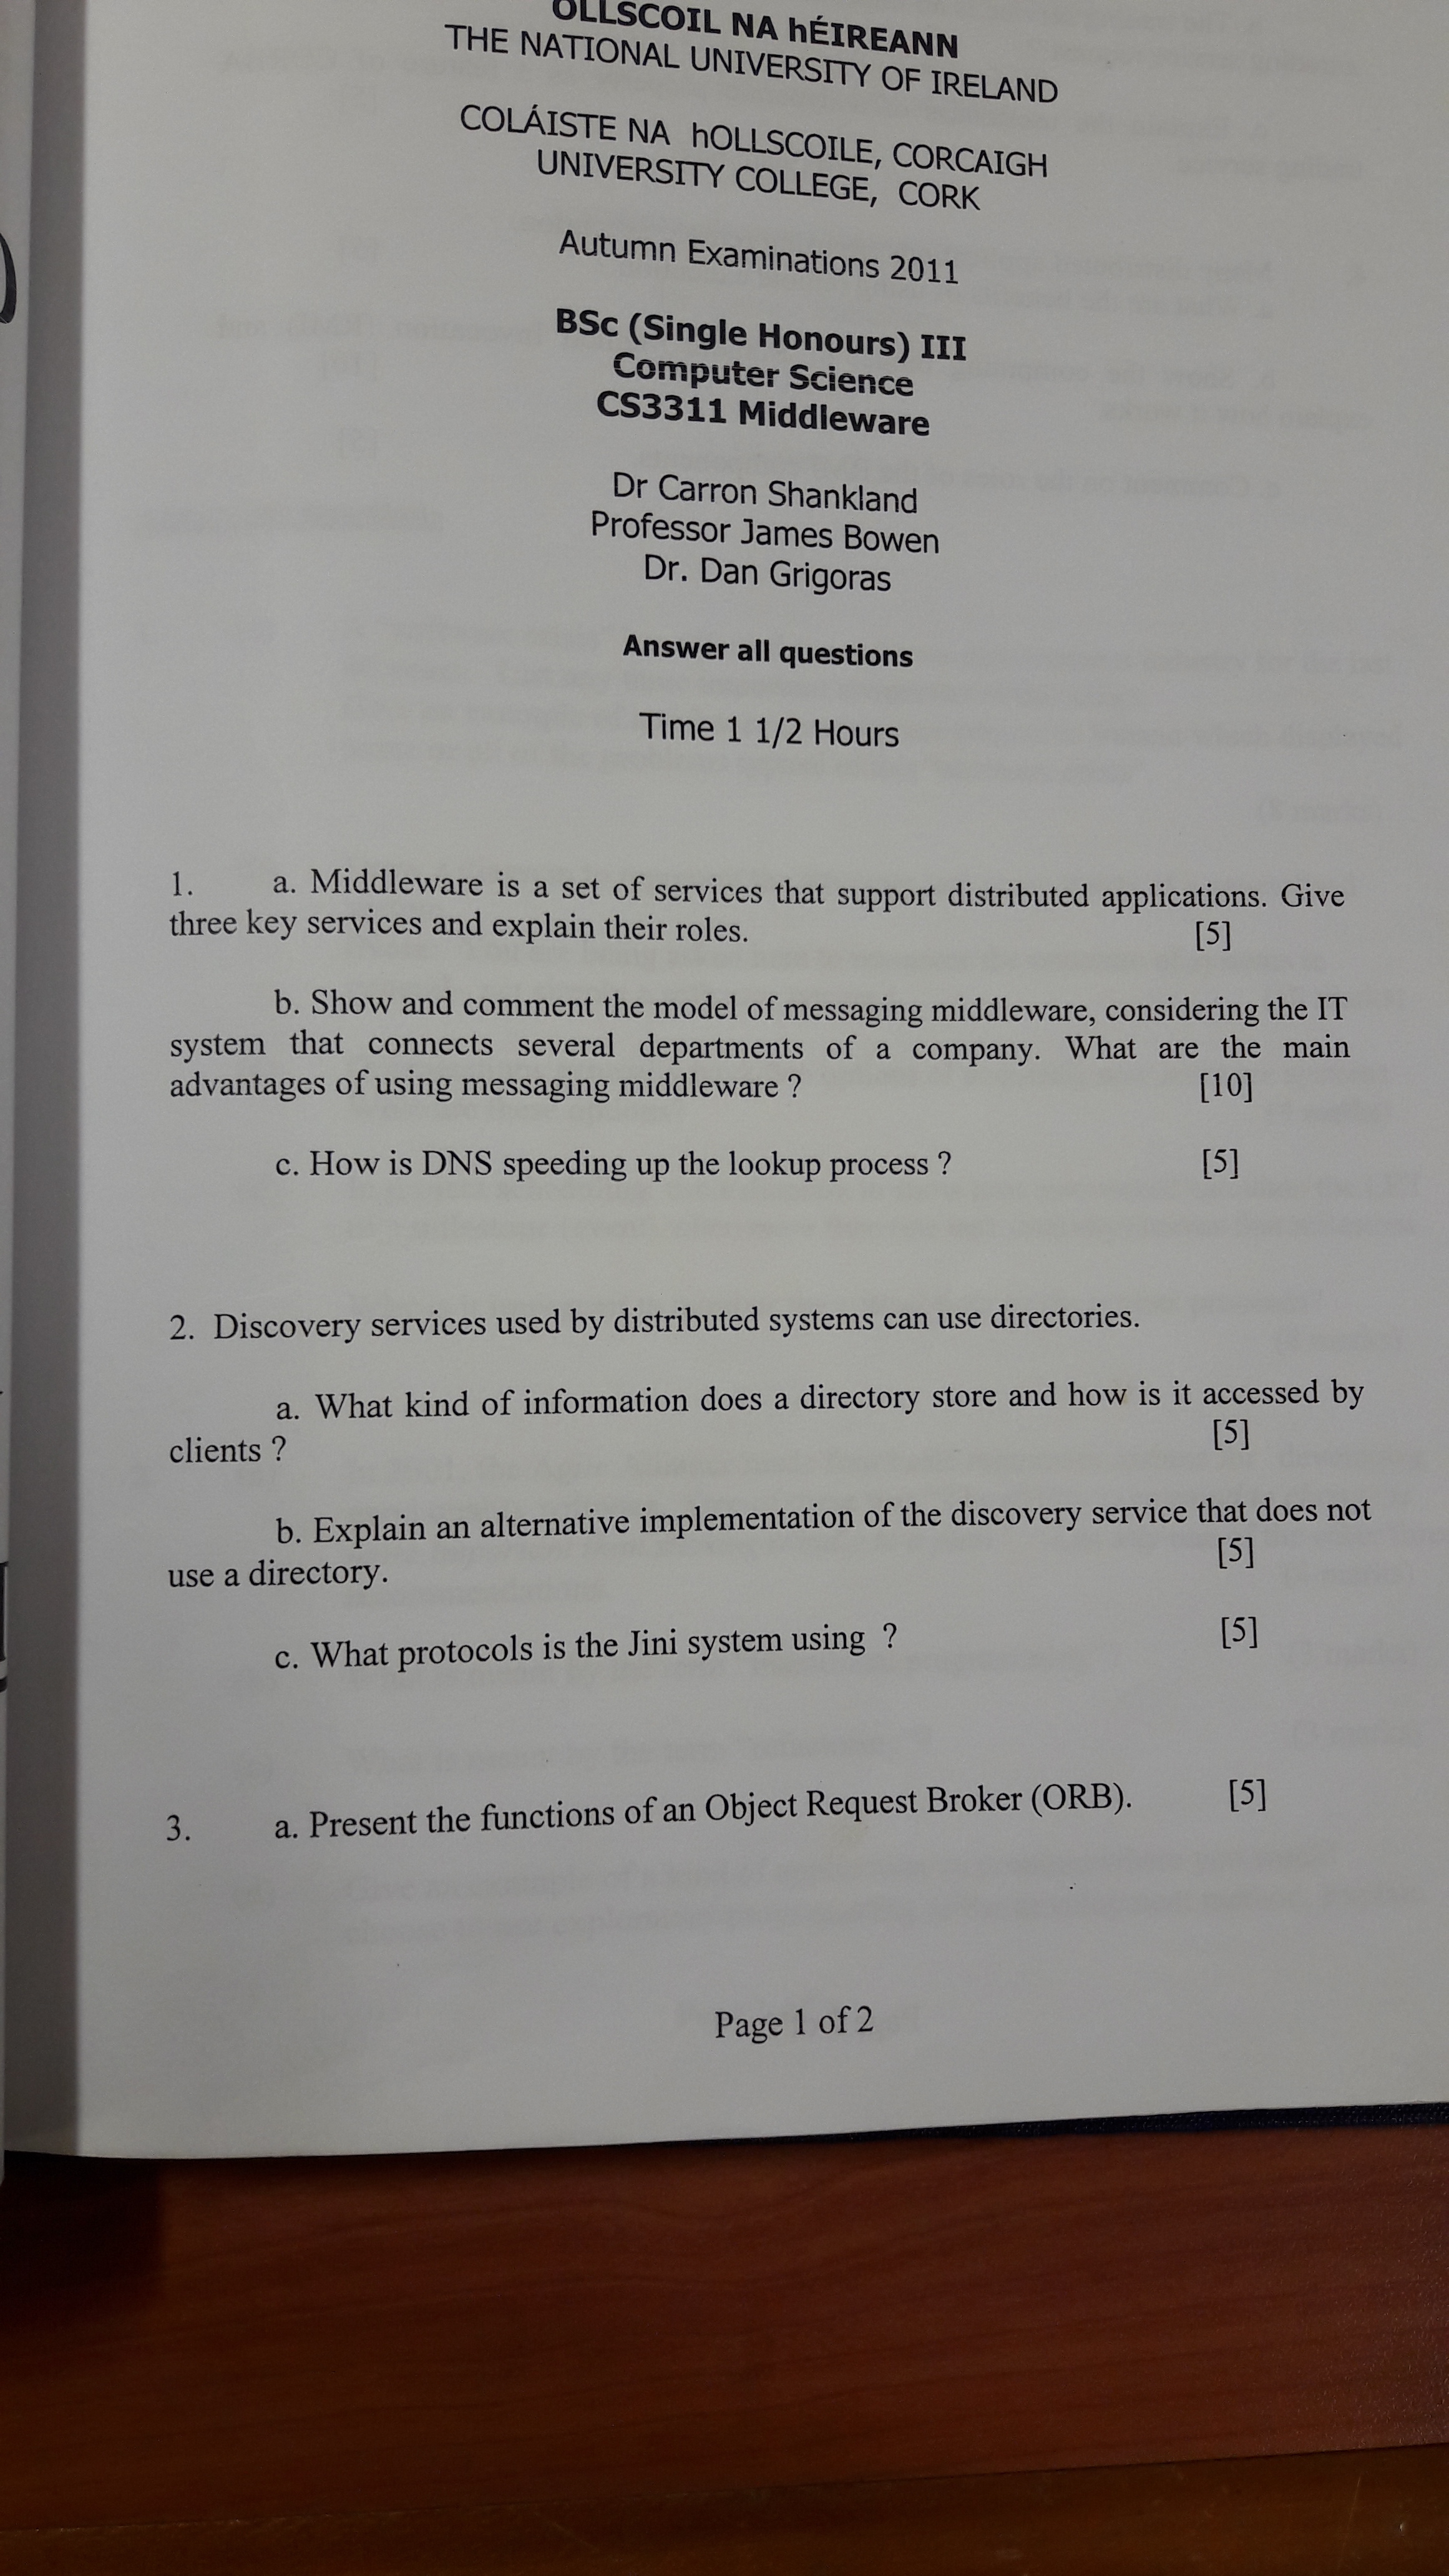 OLLSCOIL NA hÉIREANN
THE NATIONAL UNIVERSITY OF IRELAND
COLÁISTE NA hOLLSCOILE, CORCAIGH
UNIVERSITY COLLEGE, CORK
Autumn Examinations 2011
BSc (Single Honours) III
Computer Science
CS3311 Middleware
Dr Carron Shankland
Professor James Bowen
Dr. Dan Grigoras
Answer all questions
Time 1 1/2 Hours
1. a. Middleware is a set of services that support distributed applications. Give
three key services and explain their roles. [5]
b. Show and comment the model of messaging middleware, considering the IT
system that connects several departments of a company. What are the main
advantages of using messaging middleware ? [10]
c. How is DNS speeding up the lookup process ? [5]
2. Discovery services used by distributed systems can use directories.
a. What kind of information does a directory store and how is it accessed by
clients ? [5]
b. Explain an alternative implementation of the discovery service that does not
use a directory. [5]
c. What protocols is the Jini system using ? [5]
3. a. Present the functions of an Object Request Broker (ORB). [5]
Page 1 of 2